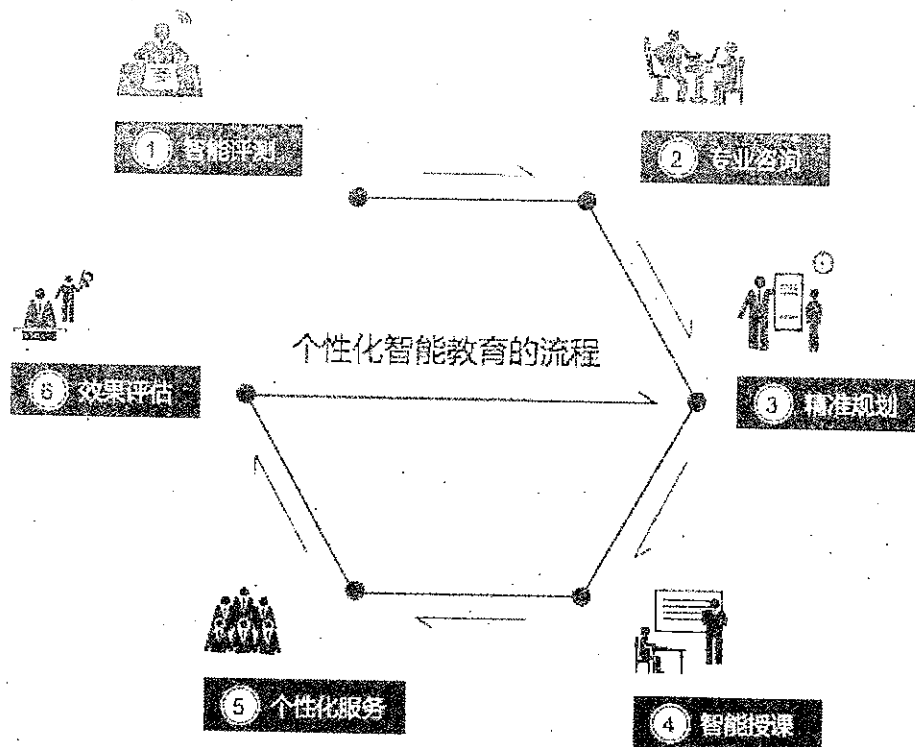 1 智能评测
2 专业咨询
个性化智能教育的流程
6 效果评估
3 精准规划
5 个性化服务
4 智能授课